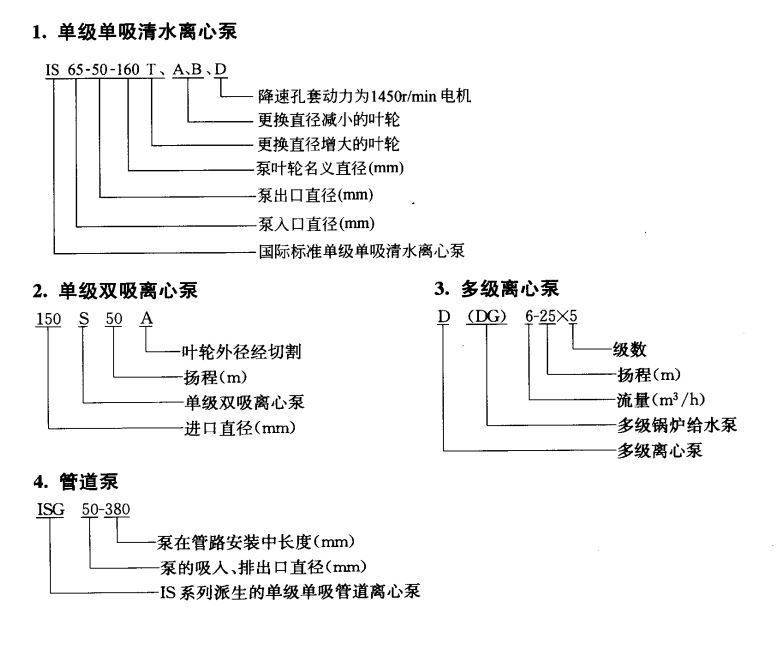 1. 单级单吸清水离心泵
IS 65-50-160 T、A、B、D
降速孔套动力为1450r/min 电机
更换直径减小的叶轮
更换直径增大的叶轮
泵叶轮名义直径(mm)
泵出口直径(mm)
泵入口直径(mm)
国际标准单级单吸清水离心泵
2. 单级双吸离心泵
150 S 50 A
叶轮外径经切割
扬程(m)
单级双吸离心泵
进口直径(mm)
3. 多级离心泵
D (DG) 6-25×5
级数
扬程(m)
流量(m³/h)
多级锅炉给水泵
多级离心泵
4. 管道泵
ISG 50-380
泵在管路安装中长度(mm)
泵的吸入、排出口直径(mm)
IS 系列派生的单级单吸管道离心泵